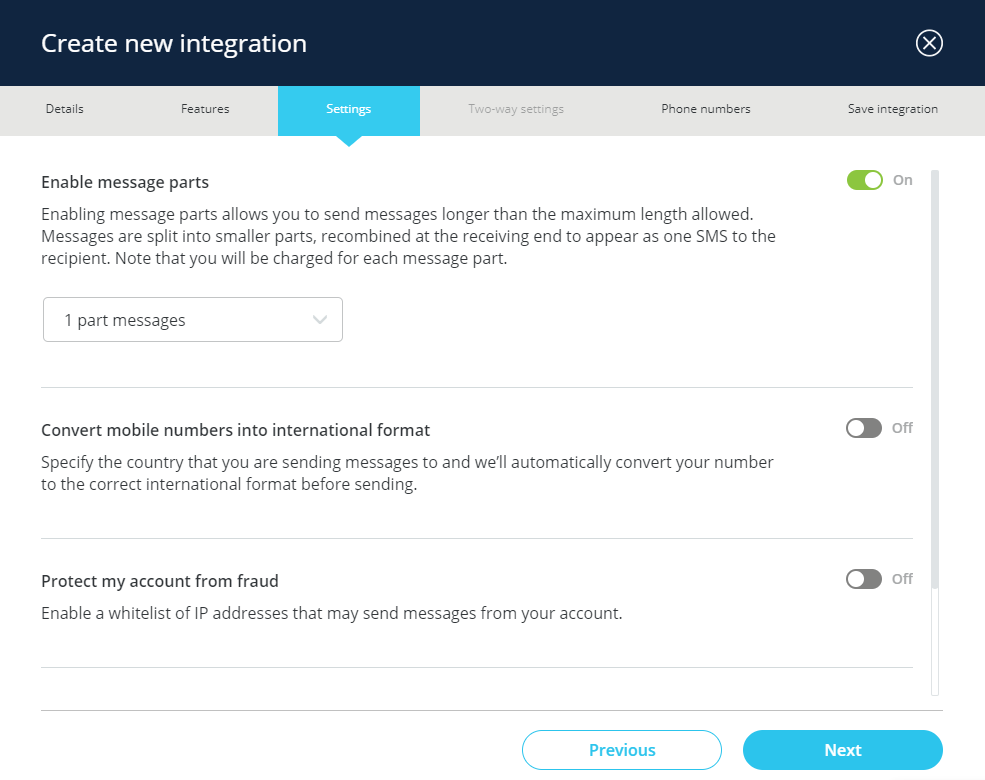 Create new integration
Details
Features
Settings
Two-way settings
Phone numbers
Save integration
Enable message parts
On
Enabling message parts allows you to send messages longer than the maximum length allowed.
Messages are split into smaller parts, recombined at the receiving end to appear as one SMS to the
recipient. Note that you will be charged for each message part.
1 part messages
Convert mobile numbers into international format
Off
Specify the country that you are sending messages to and we’ll automatically convert your number
to the correct international format before sending.
Protect my account from fraud
Off
Enable a whitelist of IP addresses that may send messages from your account.
Previous
Next